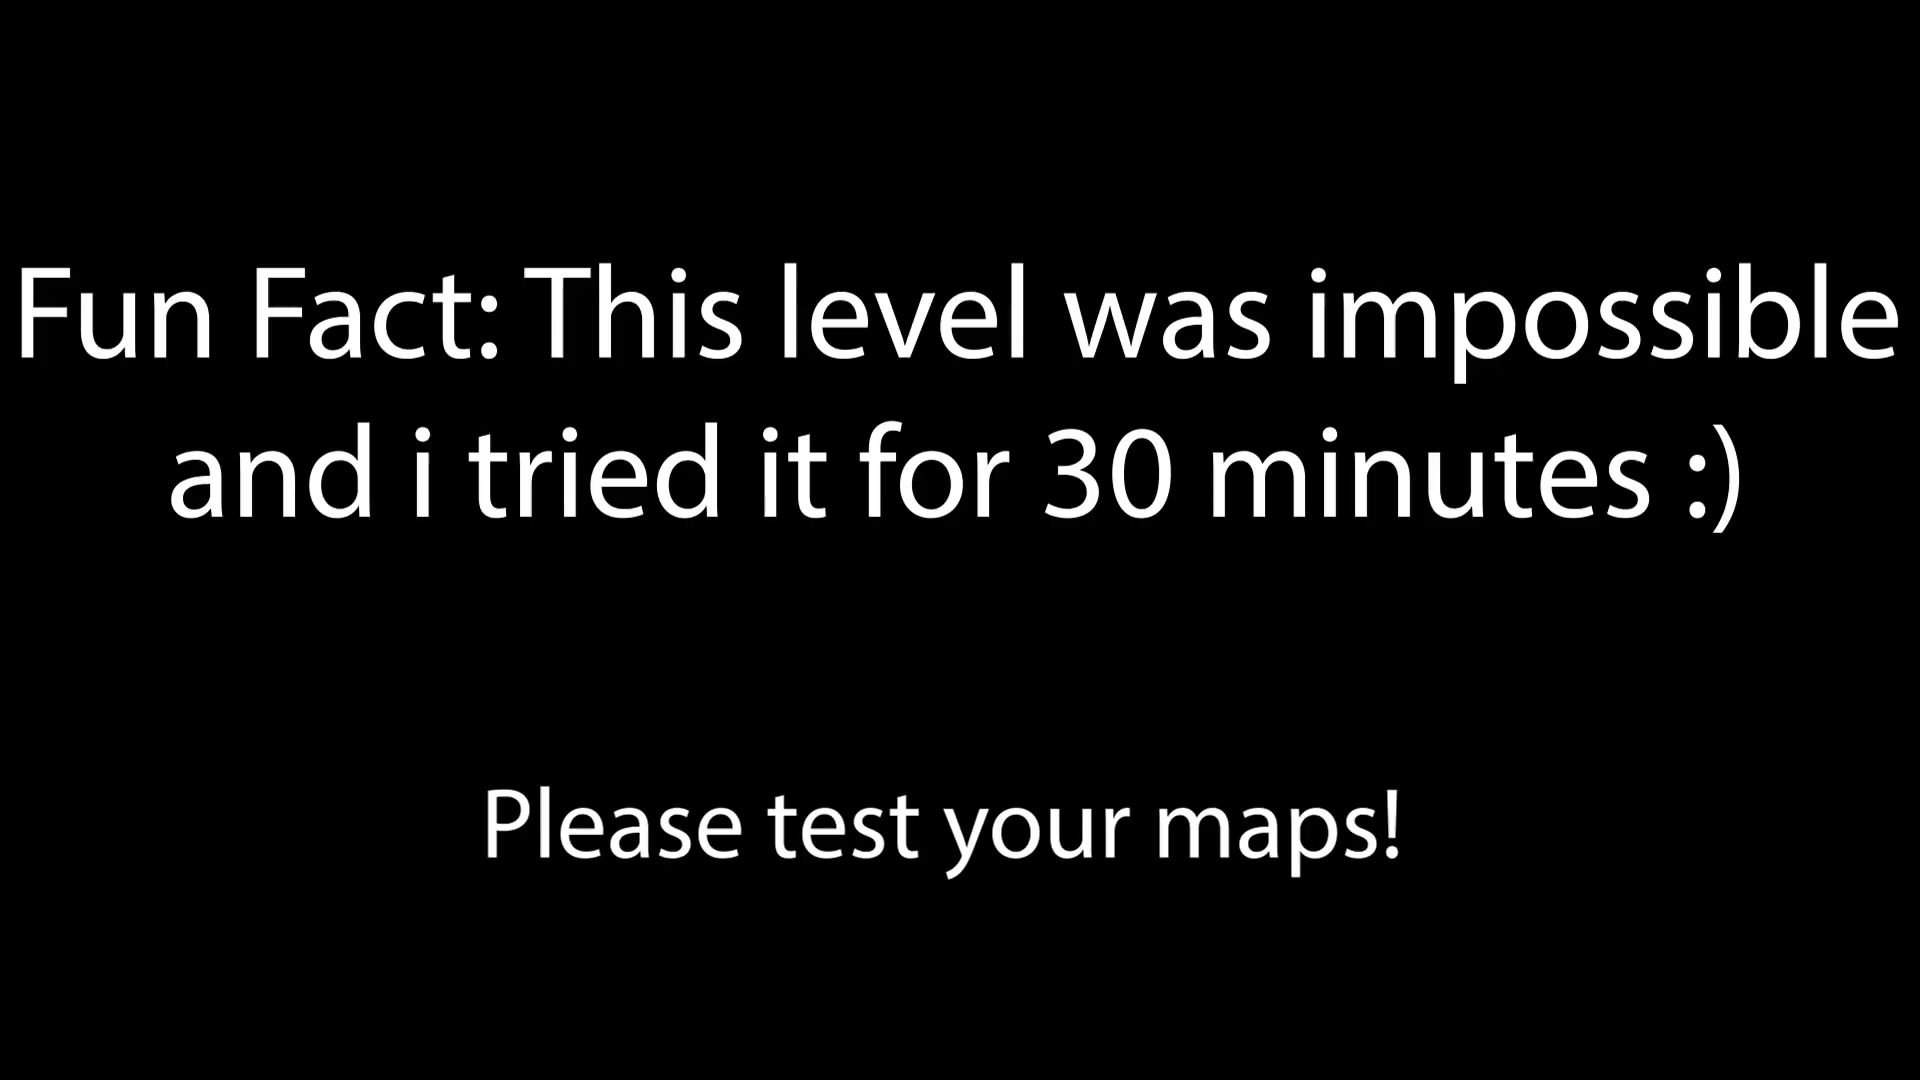 Fun Fact: This level was impossible
and i tried it for 30 minutes :)
Please test your maps!